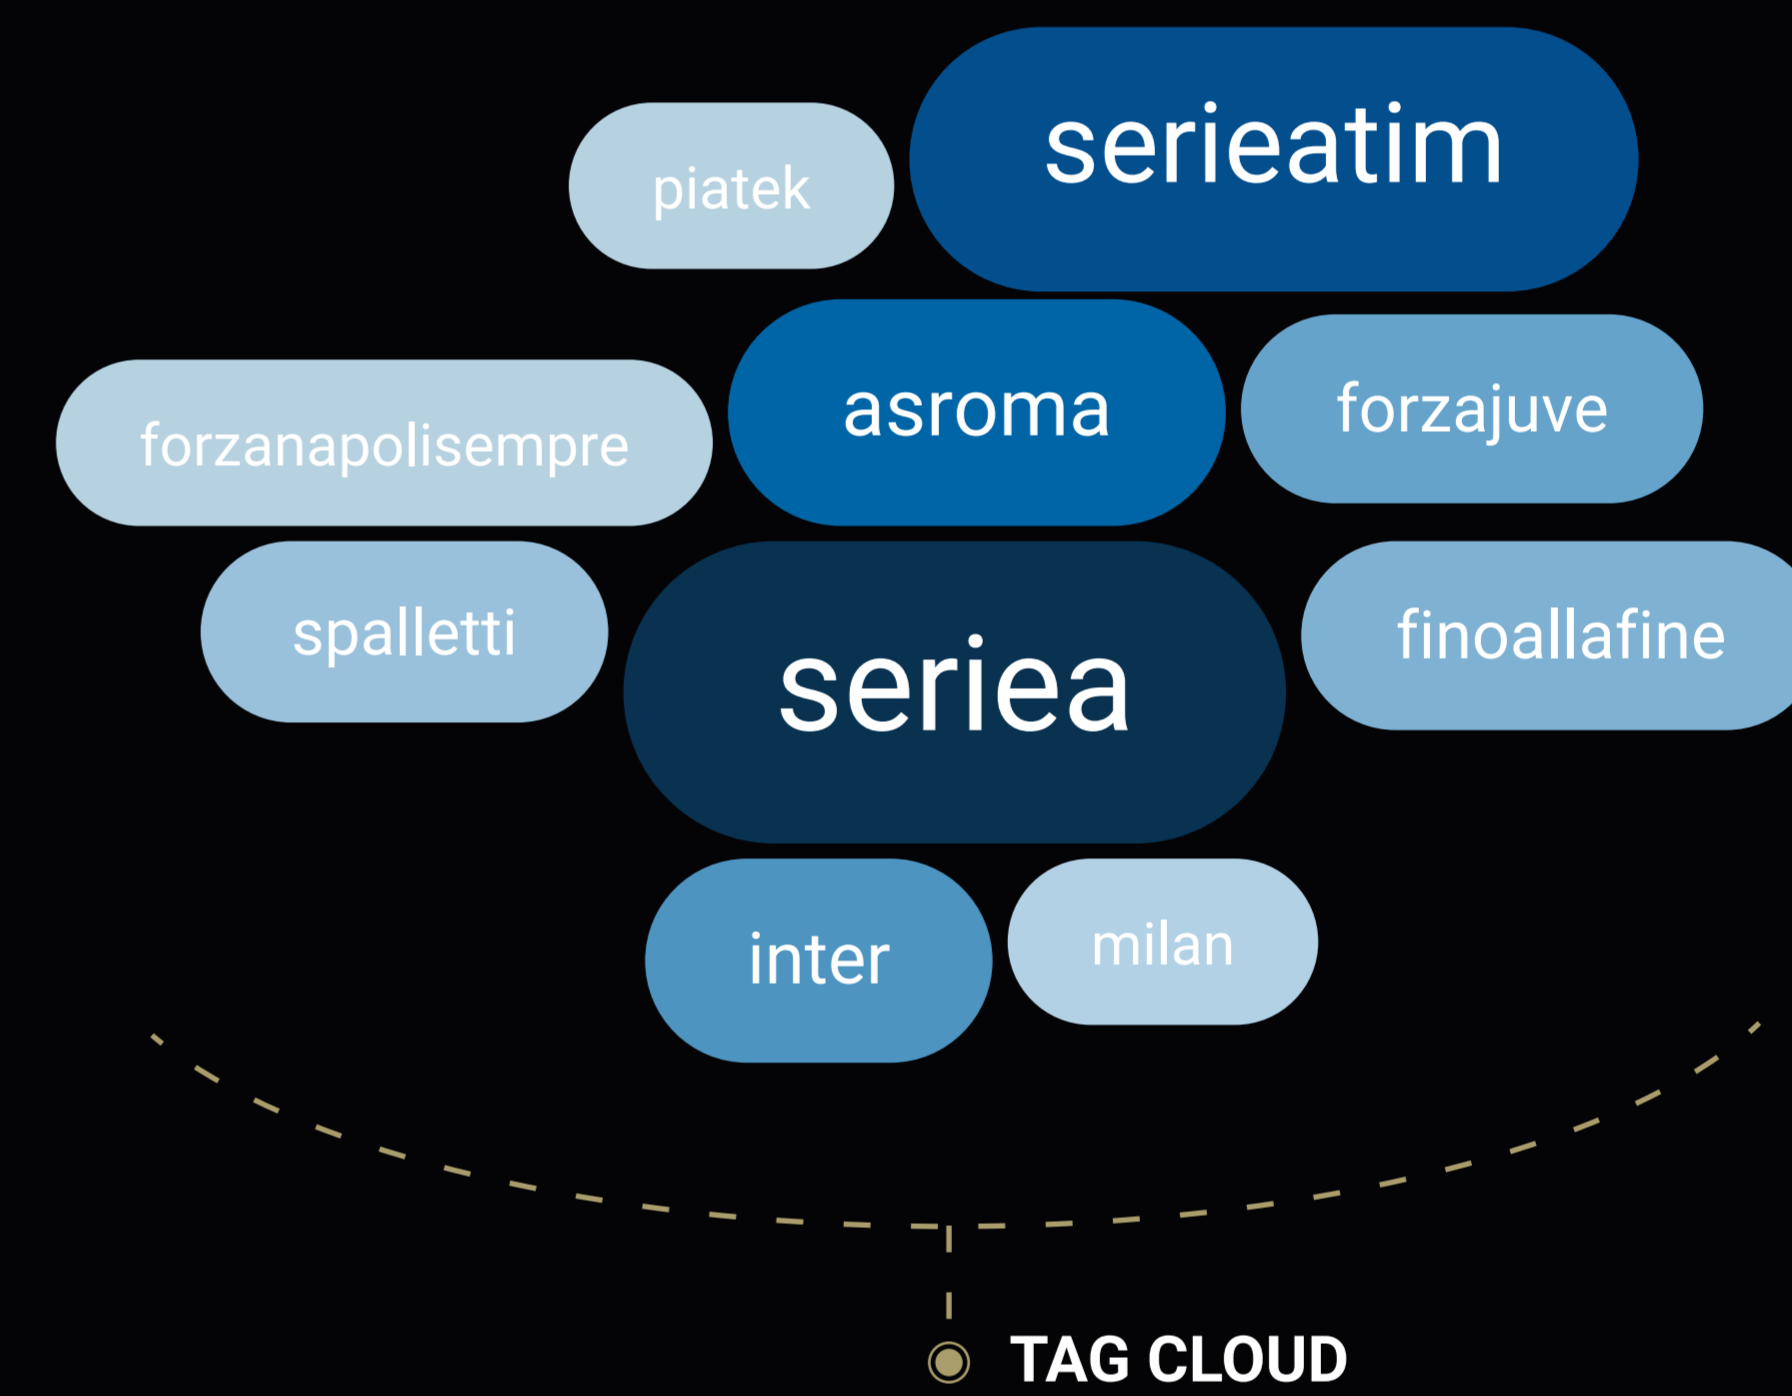 serieatim
piatek
asroma
forzajuve
forzanapolisempre
spalletti
seriea
finoallafine
inter
milan
TAG CLOUD